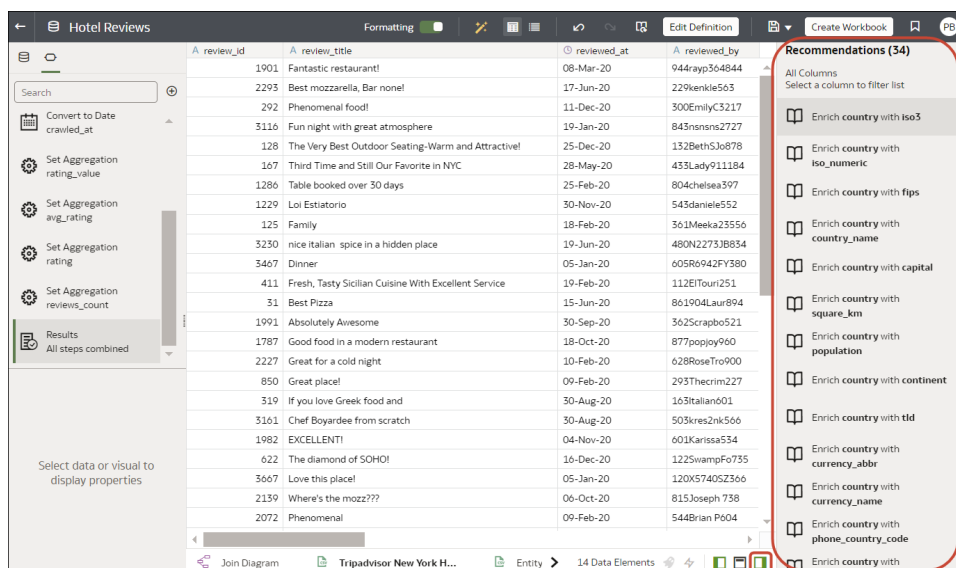 Hotel Reviews
Formatting
Edit Definition
Create Workbook
PB
Search
Convert to Date
crawled_at
Set Aggregation
rating_value
Set Aggregation
avg_rating
Set Aggregation
rating
Set Aggregation
reviews_count
Results
All steps combined
Select data or visual to
display properties
A review_id A review_title reviewed_at A reviewed_by
1901 Fantastic restaurant! 08-Mar-20 944rayp364844
2293 Best mozzarella, Bar none! 17-Jun-20 229kenkle563
292 Phenomenal food! 11-Dec-20 300EmilyC3217
3116 Fun night with great atmosphere 19-Jan-20 843nsnsns2727
128 The Very Best Outdoor Seating-Warm and Attractive! 25-Dec-20 132BethSJo878
167 Third Time and Still Our Favorite in NYC 28-May-20 433Lady911184
1286 Table booked over 30 days 25-Feb-20 804chelsea397
1229 Loi Estiatorio 30-Nov-20 543daniele552
125 Family 18-Feb-20 361Meeka23556
3230 nice italian spice in a hidden place 19-Jun-20 480N2273JB834
3467 Dinner 05-Jan-20 605R6942FY380
411 Fresh, Tasty Sicilian Cuisine With Excellent Service 19-Feb-20 112ElTouri251
31 Best Pizza 15-Jun-20 861904Laur894
1991 Absolutely Awesome 30-Sep-20 362Scrapbo521
1787 Good food in a modern restaurant 18-Oct-20 877popjoy960
2227 Great for a cold night 10-Feb-20 628RoseTro900
850 Great place! 09-Feb-20 293Thecrim227
319 If you love Greek food and 30-Aug-20 163Italian601
3161 Chef Boyardee from scratch 30-Aug-20 503kres2nk566
1982 EXCELLENT! 04-Nov-20 601Karissa534
622 The diamond of SOHO! 16-Dec-20 122SwampFo735
3667 Love this place! 05-Jan-20 120X5740SZ366
2139 Where's the mozz??? 06-Oct-20 815Joseph 738
2072 Phenomenal 09-Feb-20 544Brian P604
Join Diagram Tripadvisor New York H... Entity 14 Data Elements
Recommendations (34)
All Columns
Select a column to filter list
Enrich country with iso3
Enrich country with
iso_numeric
Enrich country with fips
Enrich country with
country_name
Enrich country with capital
Enrich country with
square_km
Enrich country with
population
Enrich country with continent
Enrich country with tld
Enrich country with
currency_abbr
Enrich country with
currency_name
Enrich country with
phone_country_code
Enrich country with